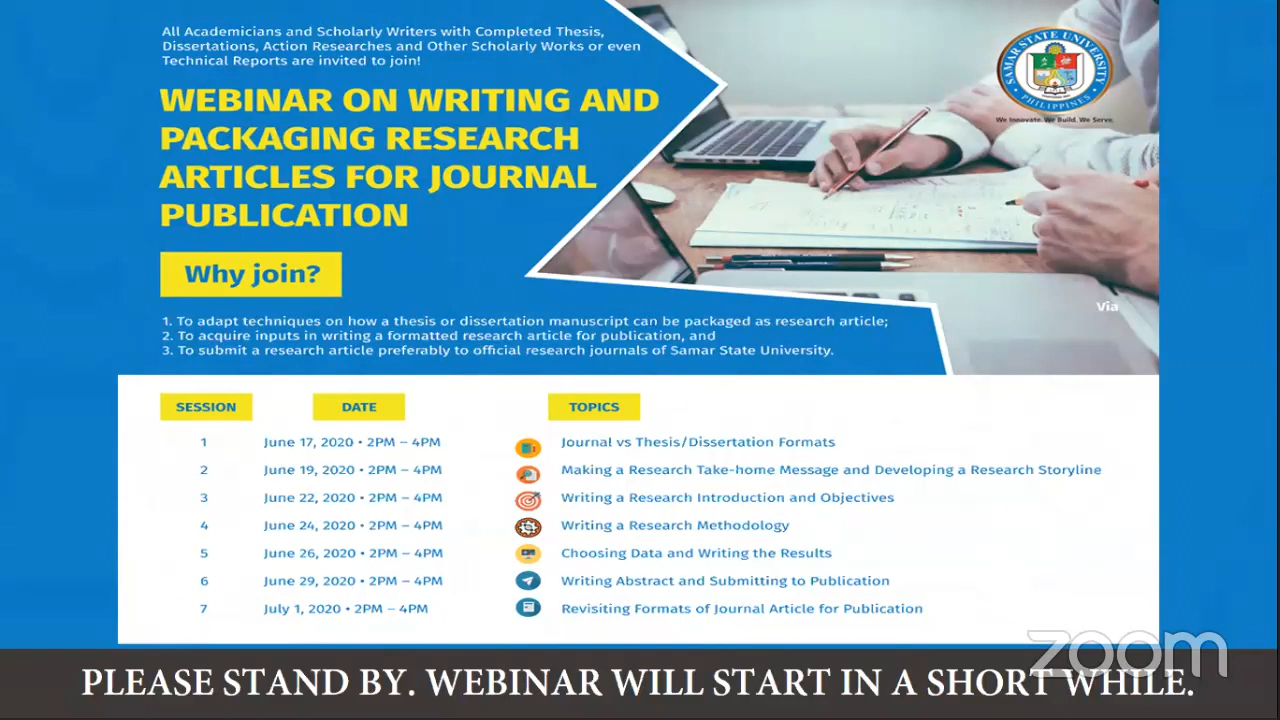 All Academicians and Scholarly Writers with Completed Thesis,
Dissertations, Action Researches and Other Scholarly Works or even
Technical Reports are invited to join!
WEBINAR ON WRITING AND
PACKAGING RESEARCH
ARTICLES FOR JOURNAL
PUBLICATION
SAMAR STATE UNIVERSITY
PHILIPPINES
We Innovate. We Build. We Serve.
Why join?
Via
1. To adapt techniques on how a thesis or dissertation manuscript can be packaged as research article;
2. To acquire inputs in writing a formatted research article for publication, and
3. To submit a research article preferably to official research journals of Samar State University.
SESSION DATE TOPICS
1 June 17, 2020 • 2PM – 4PM Journal vs Thesis/Dissertation Formats
2 June 19, 2020 • 2PM – 4PM Making a Research Take-home Message and Developing a Research Storyline
3 June 22, 2020 • 2PM – 4PM Writing a Research Introduction and Objectives
4 June 24, 2020 • 2PM – 4PM Writing a Research Methodology
5 June 26, 2020 • 2PM – 4PM Choosing Data and Writing the Results
6 June 29, 2020 • 2PM – 4PM Writing Abstract and Submitting to Publication
7 July 1, 2020 • 2PM – 4PM Revisiting Formats of Journal Article for Publication
zoom
PLEASE STAND BY. WEBINAR WILL START IN A SHORT WHILE.